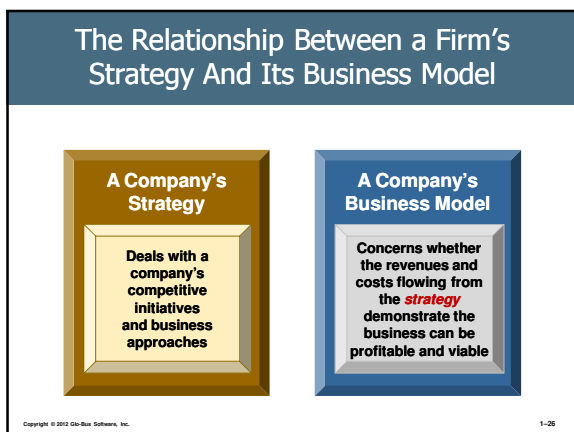 The Relationship Between a Firm's
Strategy And Its Business Model
A Company's
Strategy
Deals with a
company's
competitive
initiatives
and business
approaches
A Company's
Business Model
Concerns whether
the revenues and
costs flowing from
the strategy
demonstrate the
business can be
profitable and viable
Copyright © 2012 Glo-Bus Software, Inc.
1–26